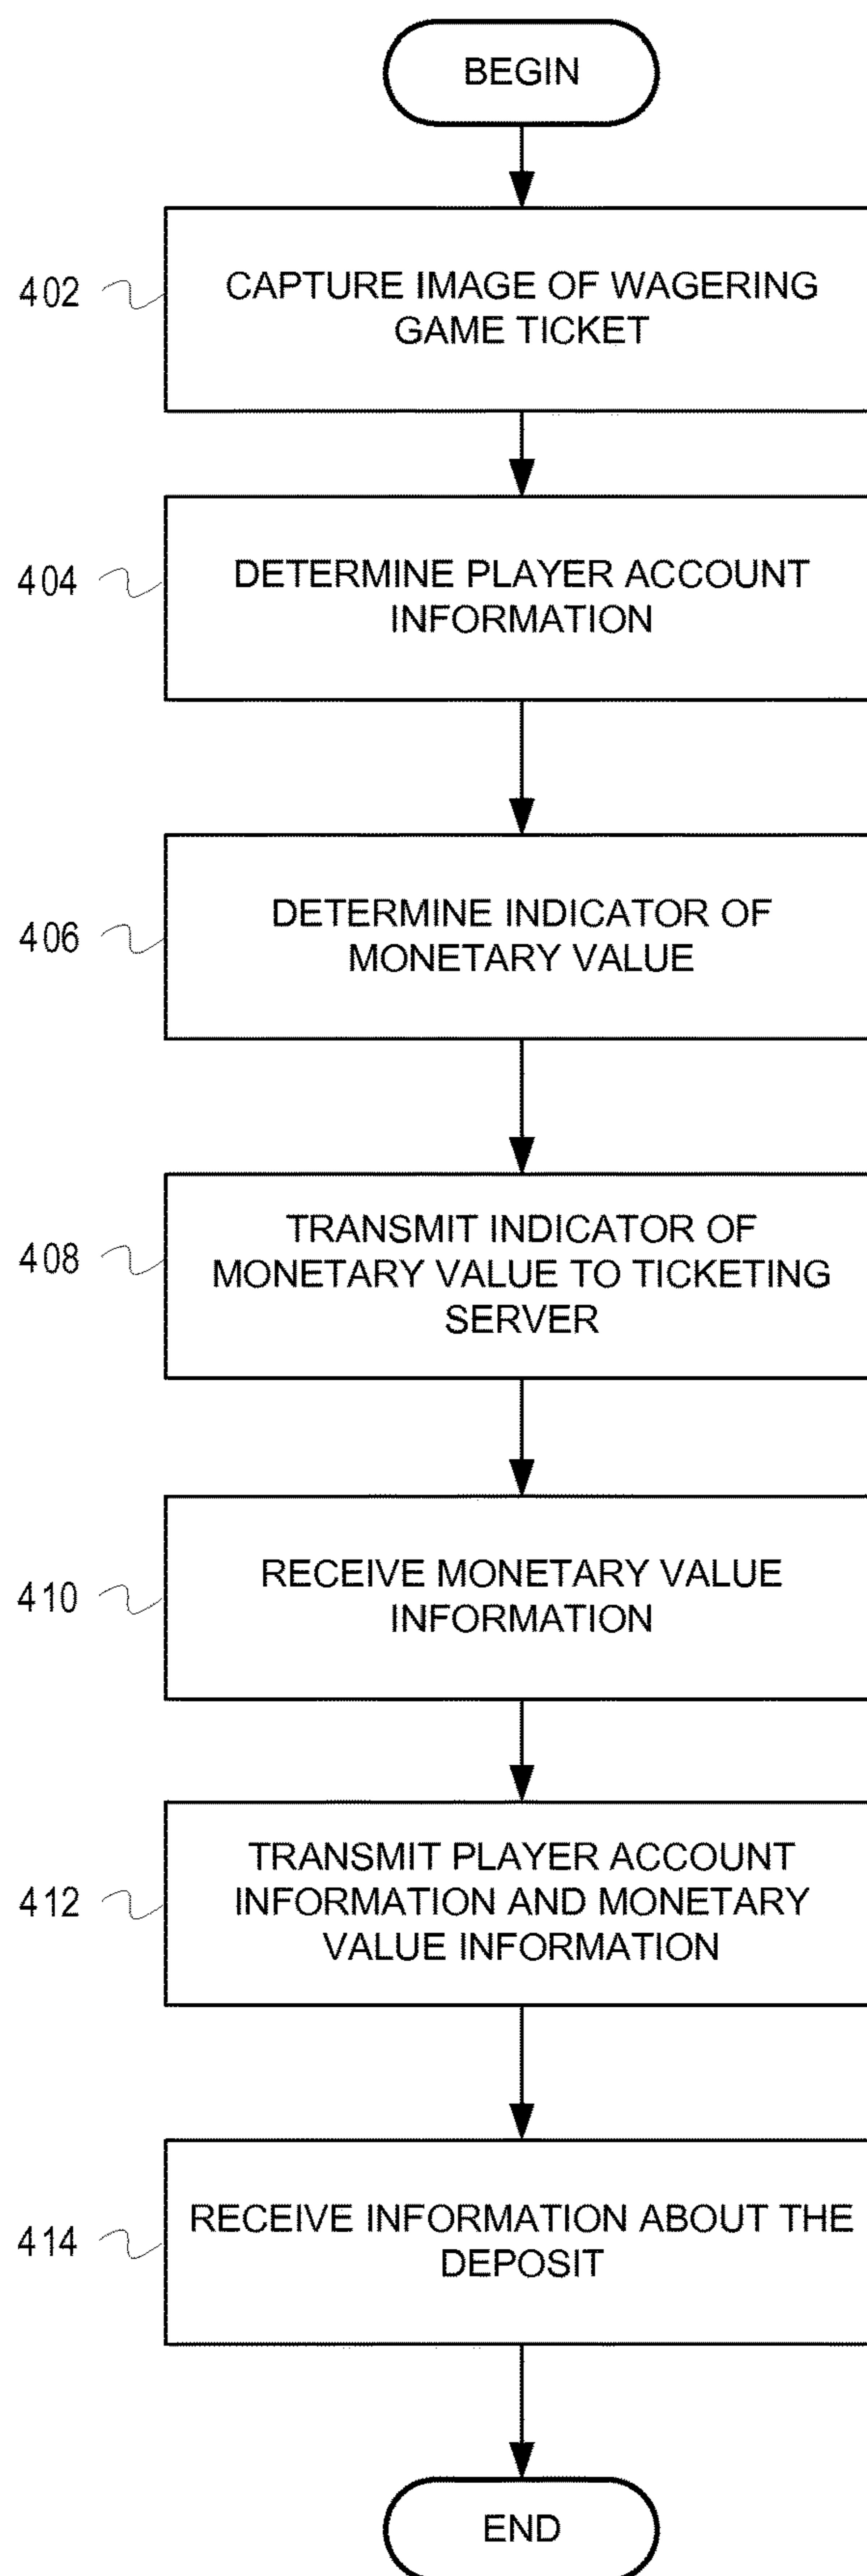 BEGIN
402
CAPTURE IMAGE OF WAGERING
GAME TICKET
404
DETERMINE PLAYER ACCOUNT
INFORMATION
406
DETERMINE INDICATOR OF
MONETARY VALUE
408
TRANSMIT INDICATOR OF
MONETARY VALUE TO TICKETING
SERVER
410
RECEIVE MONETARY VALUE
INFORMATION
412
TRANSMIT PLAYER ACCOUNT
INFORMATION AND MONETARY
VALUE INFORMATION
414
RECEIVE INFORMATION ABOUT THE
DEPOSIT
END